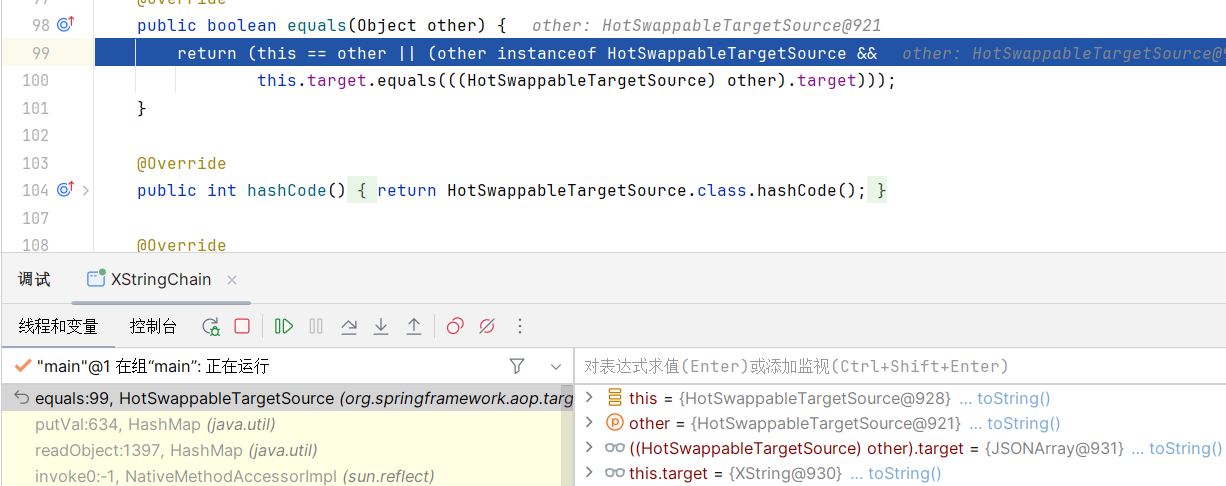 97 @Override
98 public boolean equals(Object other) { other: HotSwappableTargetSource@921
99 return (this == other || (other instanceof HotSwappableTargetSource && other: HotSwappableTargetSource@9
100 this.target.equals(((HotSwappableTargetSource) other).target)));
101 }
102
103 @Override
104 public int hashCode() { return HotSwappableTargetSource.class.hashCode(); }
107
108 @Override
调试 XStringChain
线程和变量 控制台
"main"@1 在组“main”: 正在运行
对表达式求值(Enter)或添加监视(Ctrl+Shift+Enter)
equals:99, HotSwappableTargetSource (org.springframework.aop.targ
putVal:634, HashMap (java.util)
readObject:1397, HashMap (java.util)
invoke0:-1, NativeMethodAccessorImpl (sun.reflect)
this = {HotSwappableTargetSource@928} ... toString()
other = {HotSwappableTargetSource@921} ... toString()
((HotSwappableTargetSource) other).target = {JSONArray@931} ... toString()
this.target = {XString@930} ... toString()